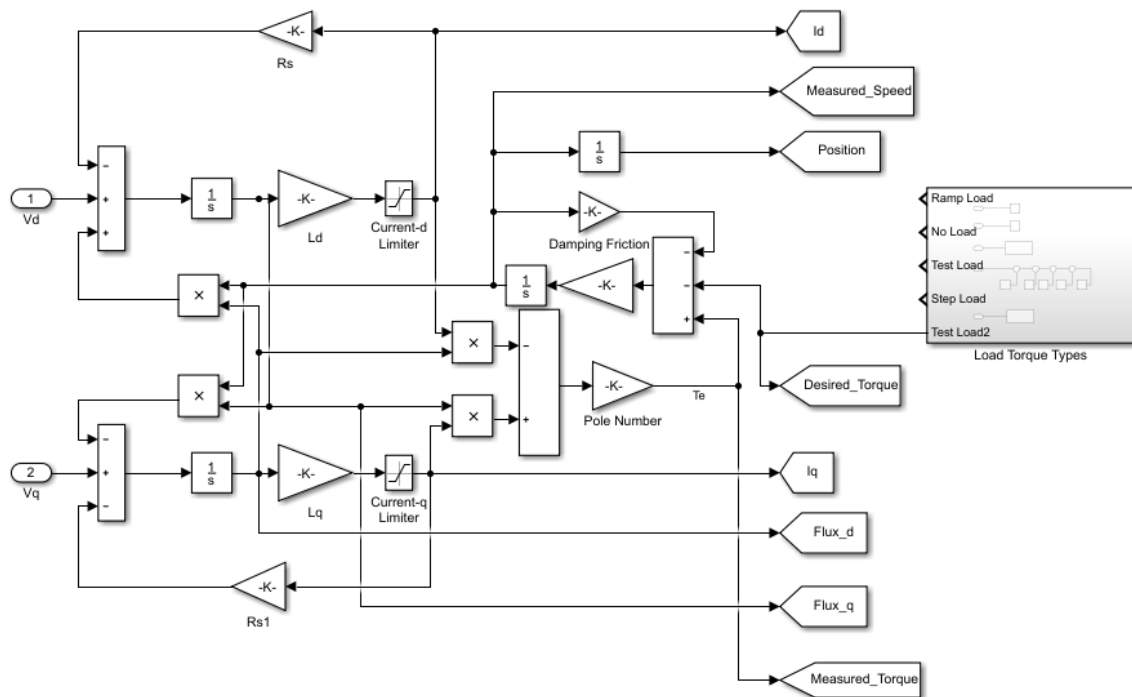 -K-
Rs
Id
Measured_Speed
1
s
Position
1
Vd
−
+
+
1
s
-K-
Ld
Current-d
Limiter
-K-
Damping Friction
−
−
+
-K-
1
s
×
×
−
+
-K-
Pole Number
Te
Ramp Load
No Load
Test Load
Step Load
Test Load2
Load Torque Types
Desired_Torque
×
×
2
Vq
−
+
−
1
s
-K-
Lq
Current-q
Limiter
Iq
Flux_d
-K-
Rs1
Flux_q
Measured_Torque